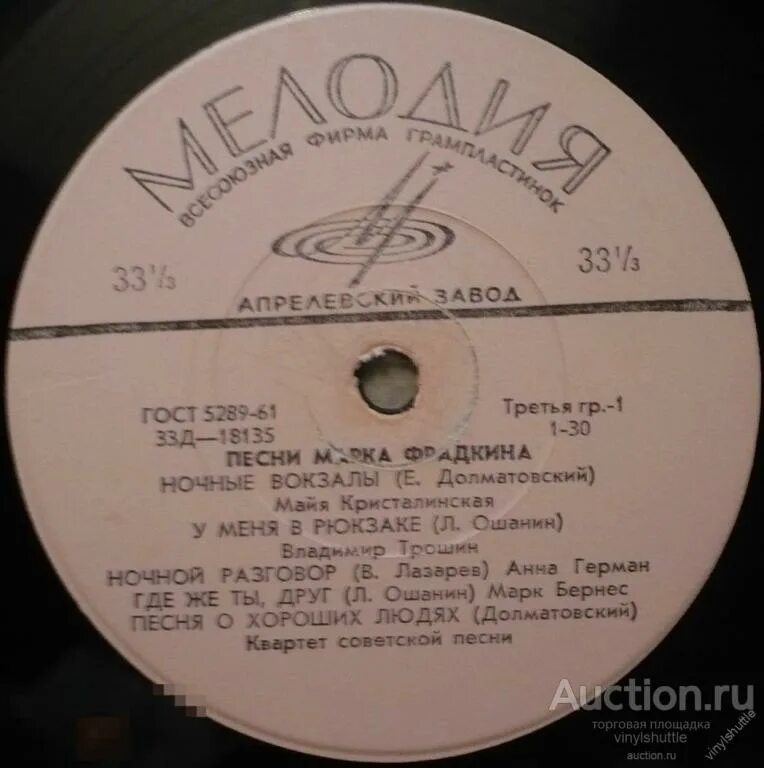 МЕЛОДИЯ
ВСЕСОЮЗНАЯ ФИРМА ГРАМПЛАСТИНОК
33⅓ 33⅓
АПРЕЛЕВСКИЙ ЗАВОД
ГОСТ 5289-61 Третья гр.-1
33Д—18135 1-30
ПЕСНИ МАРКА ФРАДКИНА
НОЧНЫЕ ВОКЗАЛЫ (Е. Долматовский)
Майя Кристалинская
У МЕНЯ В РЮКЗАКЕ (Л. Ошанин)
Владимир Трошин
НОЧНОЙ РАЗГОВОР (В. Лазарев) Анна Герман
ГДЕ ЖЕ ТЫ, ДРУГ (Л. Ошанин) Марк Бернес
ПЕСНЯ О ХОРОШИХ ЛЮДЯХ (Долматовский)
Квартет советской песни
Auction.ru
торговая площадка
vinylshuttle
auction.ru
vinylshuttle